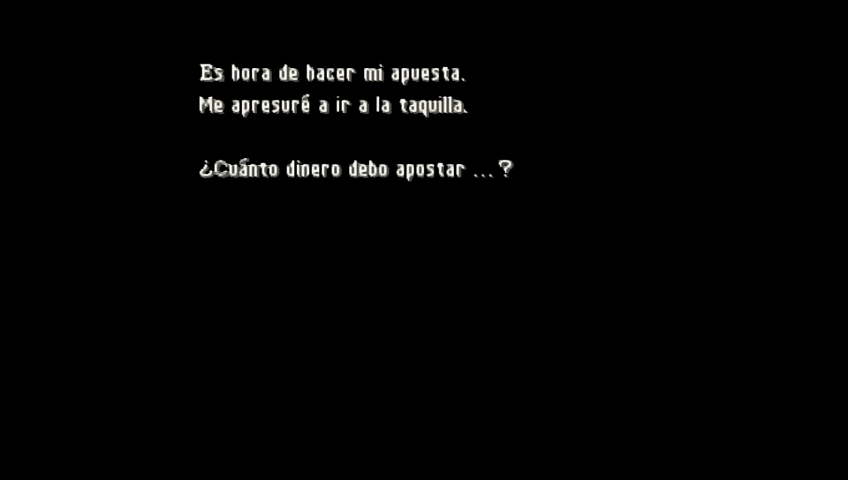 Es hora de hacer mi apuesta.
Me apresuré a ir a la taquilla.
¿Cuánto dinero debo apostar ...?